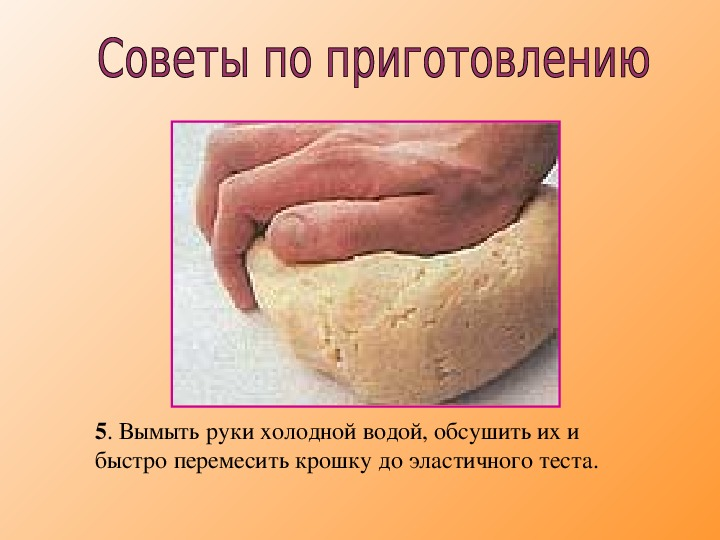 Советы по приготовлению
5. Вымыть руки холодной водой, обсушить их и
быстро перемесить крошку до эластичного теста.